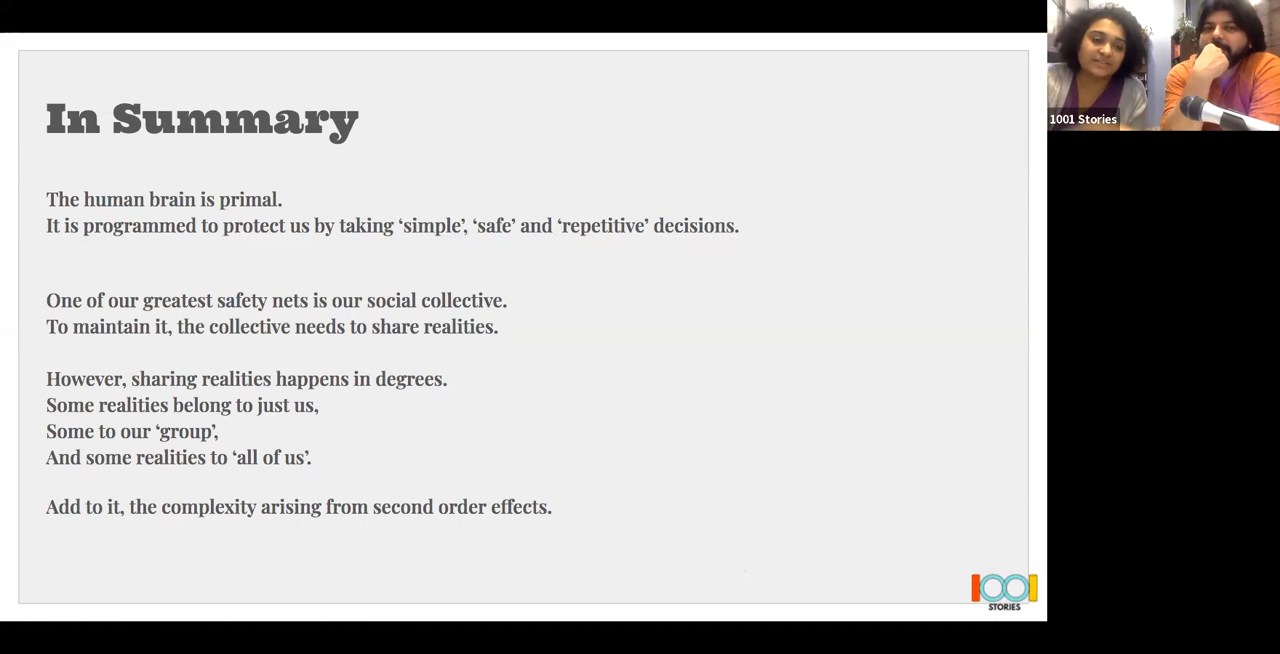 In Summary
The human brain is primal.
It is programmed to protect us by taking ‘simple’, ‘safe’ and ‘repetitive’ decisions.
One of our greatest safety nets is our social collective.
To maintain it, the collective needs to share realities.
However, sharing realities happens in degrees.
Some realities belong to just us,
Some to our ‘group’,
And some realities to ‘all of us’.
Add to it, the complexity arising from second order effects.
1001
STORIES
1001 Stories